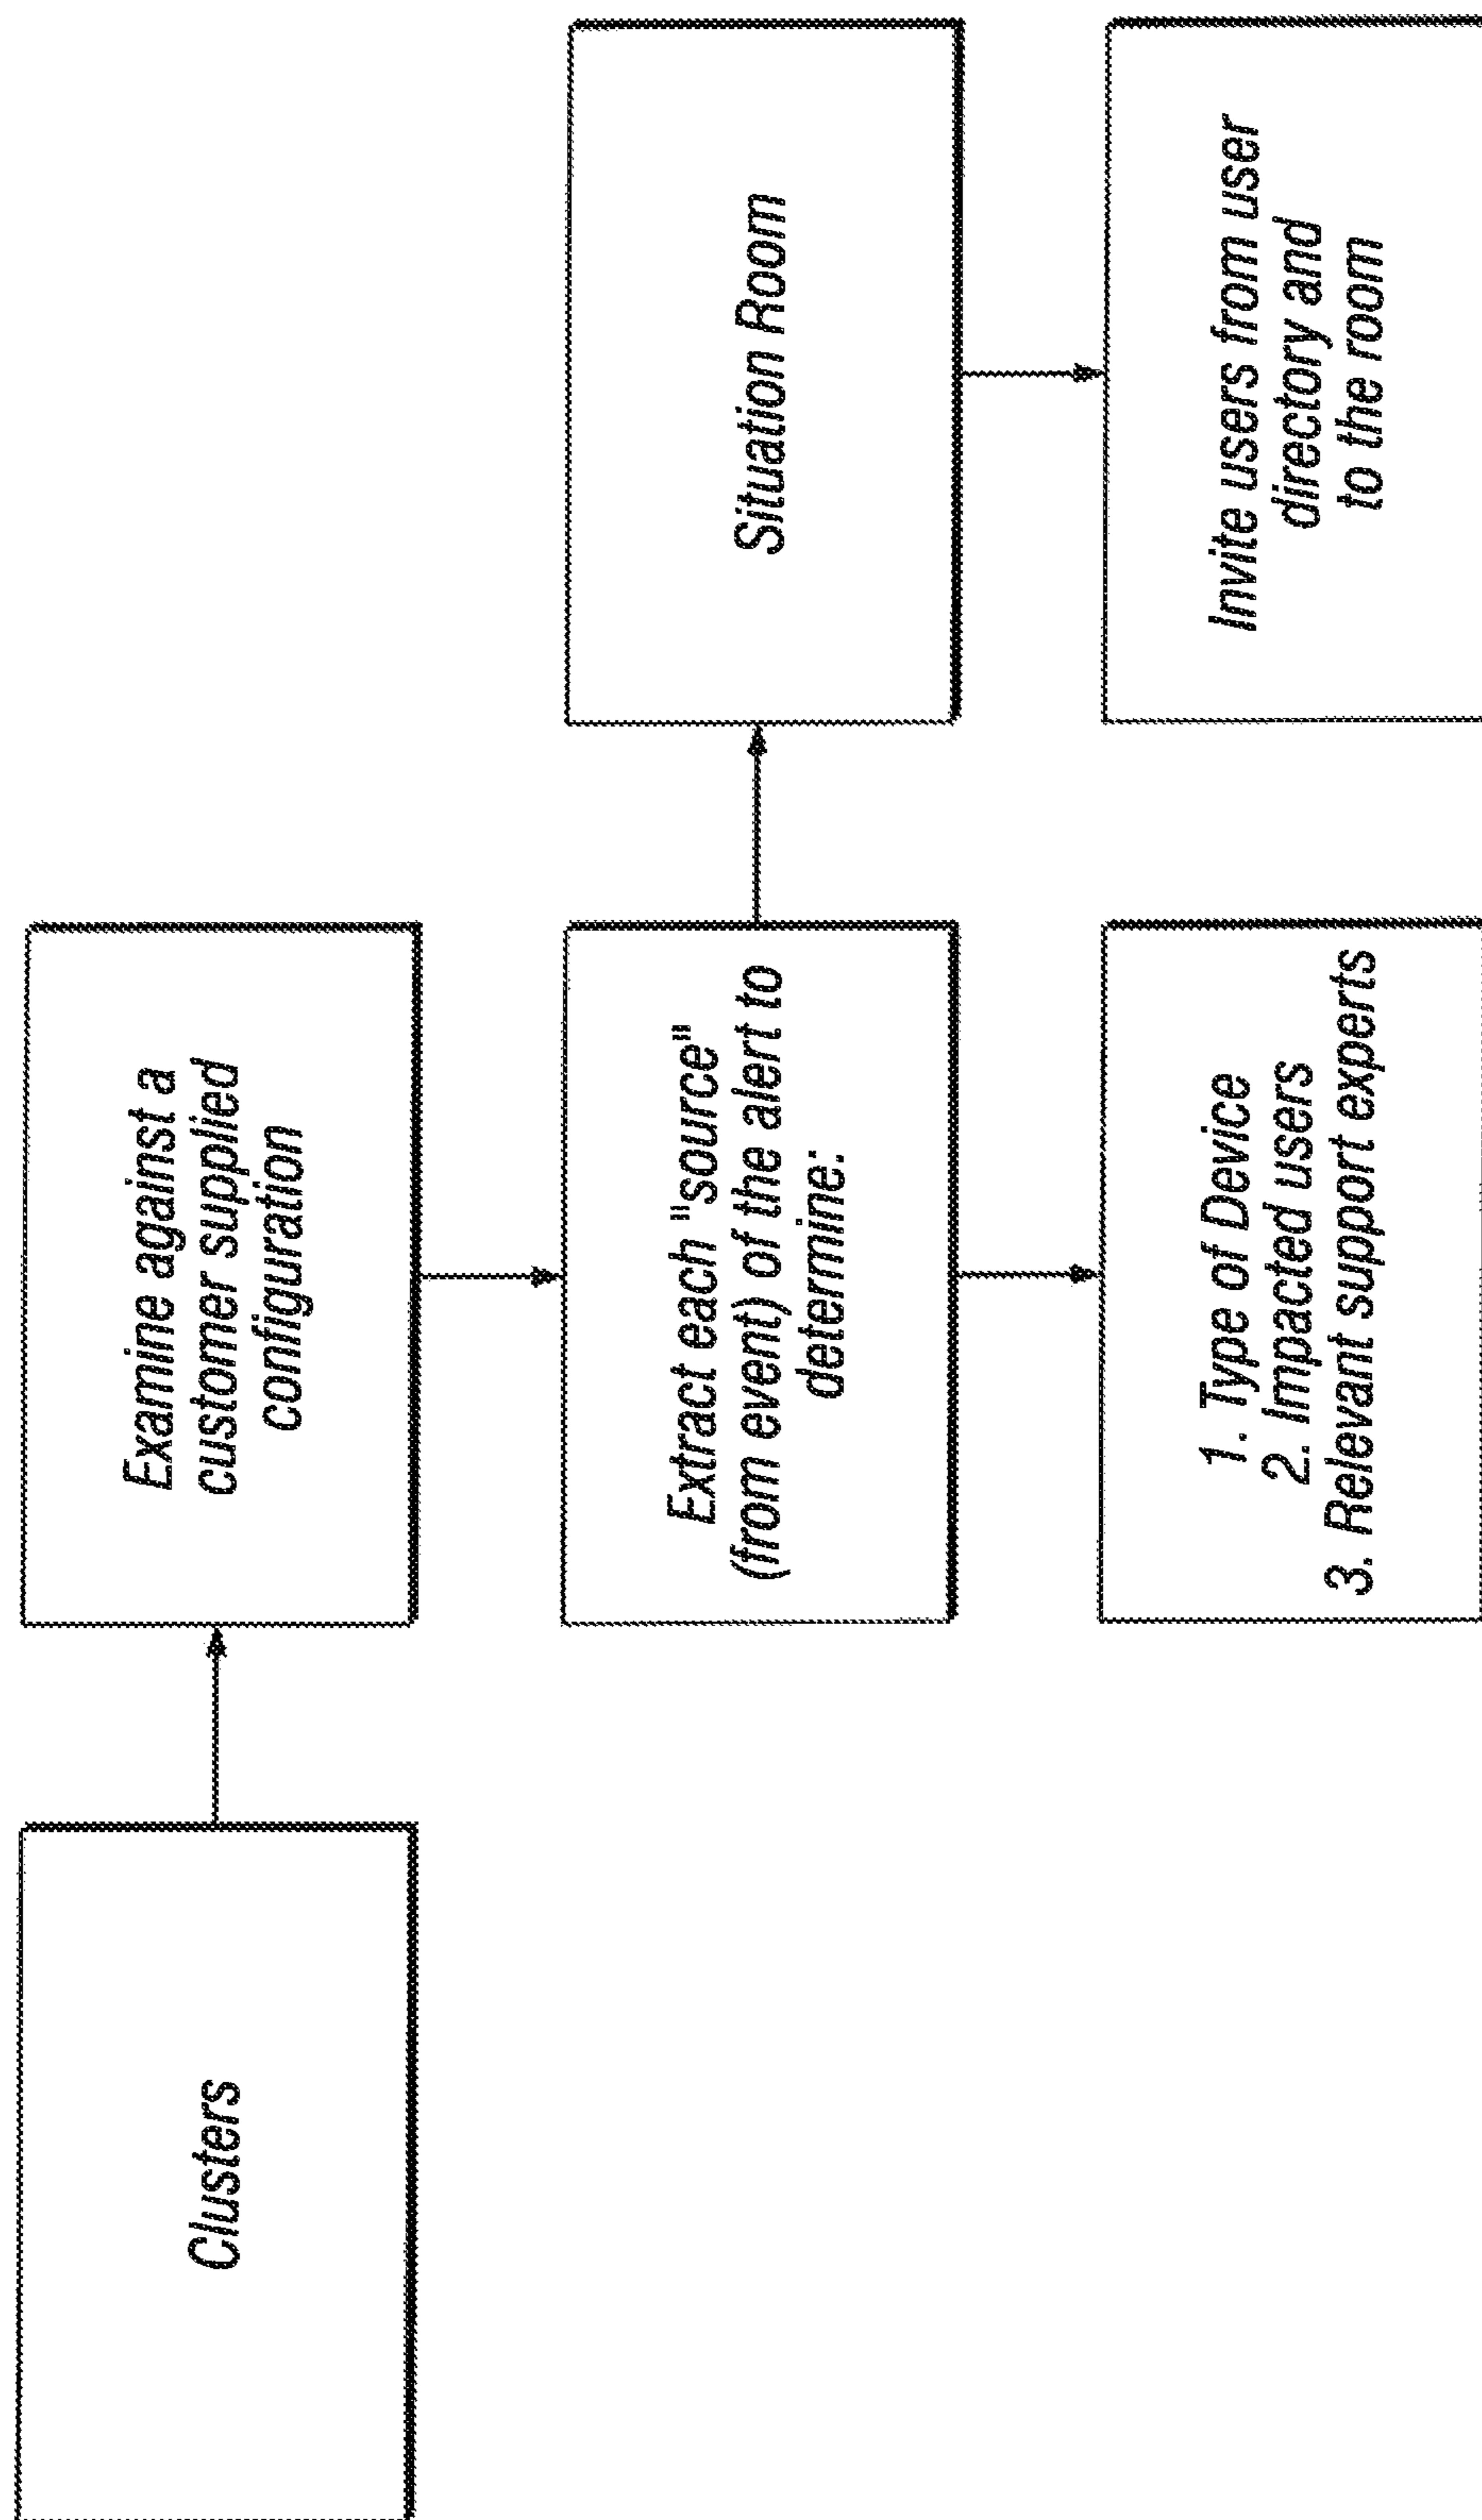 Clusters
Examine against a
customer supplied
configuration
Extract each "source"
(from event) of the alert to
determine:
Situation Room
1. Type of Device
2. Impacted users
3. Relevant support experts
Invite users from user
directory and
to the room